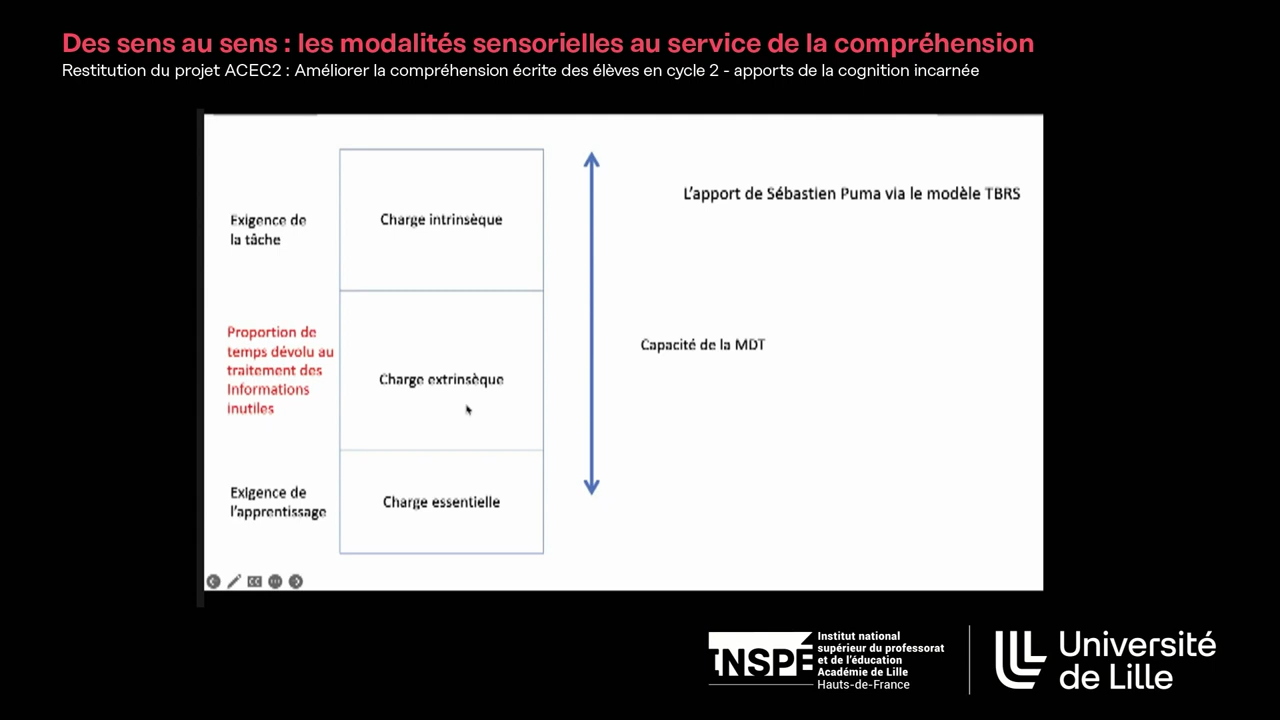 Des sens au sens : les modalités sensorielles au service de la compréhension
Restitution du projet ACEC2 : Améliorer la compréhension écrite des élèves en cycle 2 - apports de la cognition incarnée
L'apport de Sébastien Puma via le modèle TBRS
Exigence de
la tâche
Charge intrinsèque
Proportion de
temps dévolu au
traitement des
Informations
inutiles
Charge extrinsèque
Capacité de la MDT
Exigence de
l'apprentissage
Charge essentielle
INSPÉ
Institut national
supérieur du professorat
et de l'éducation
Académie de Lille
Hauts-de-France
Université
de Lille